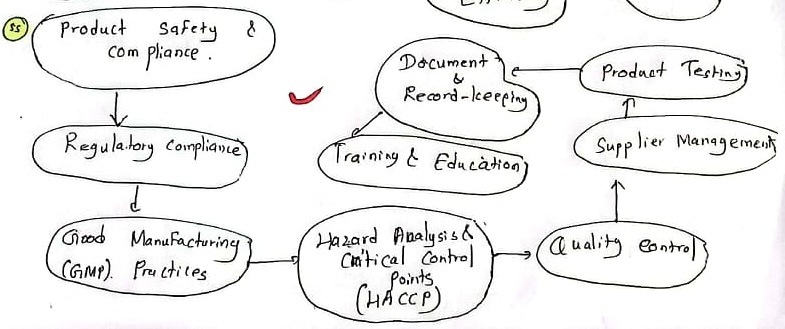 55
Product Safety &
compliance.
Regulatory Compliance
Good Manufacturing
(GMP). Practices
Hazard Analysis &
Critical Control
Points
(HACCP)
Quality Control
Supplier Management
Product Testing
Document
&
Record-keeping
Training & Education